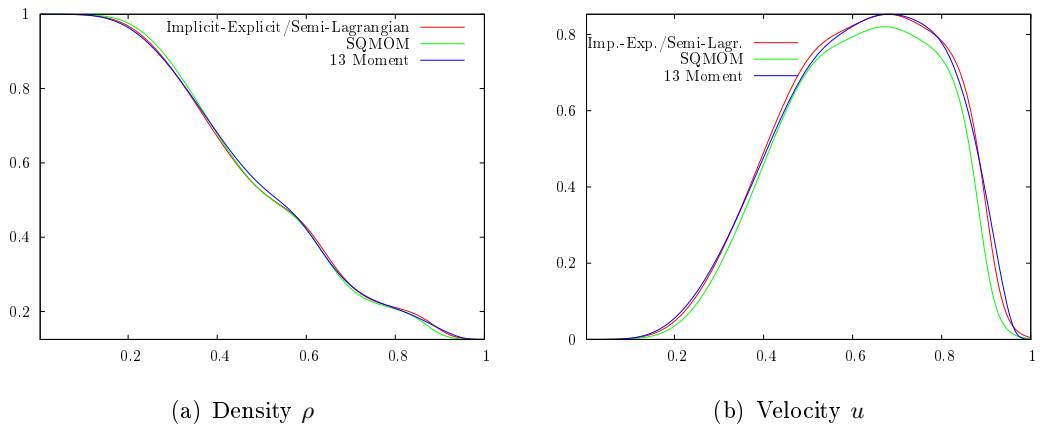 1
0.8
0.6
0.4
0.2
0.2
0.4
0.6
0.8
1
Implicit-Explicit/Semi-Lagrangian
SQMOM
13 Moment
(a) Density ρ
0.8
0.6
0.4
0.2
0
0.2
0.4
0.6
0.8
1
Imp.-Exp./Semi-Lagr.
SQMOM
13 Moment
(b) Velocity u